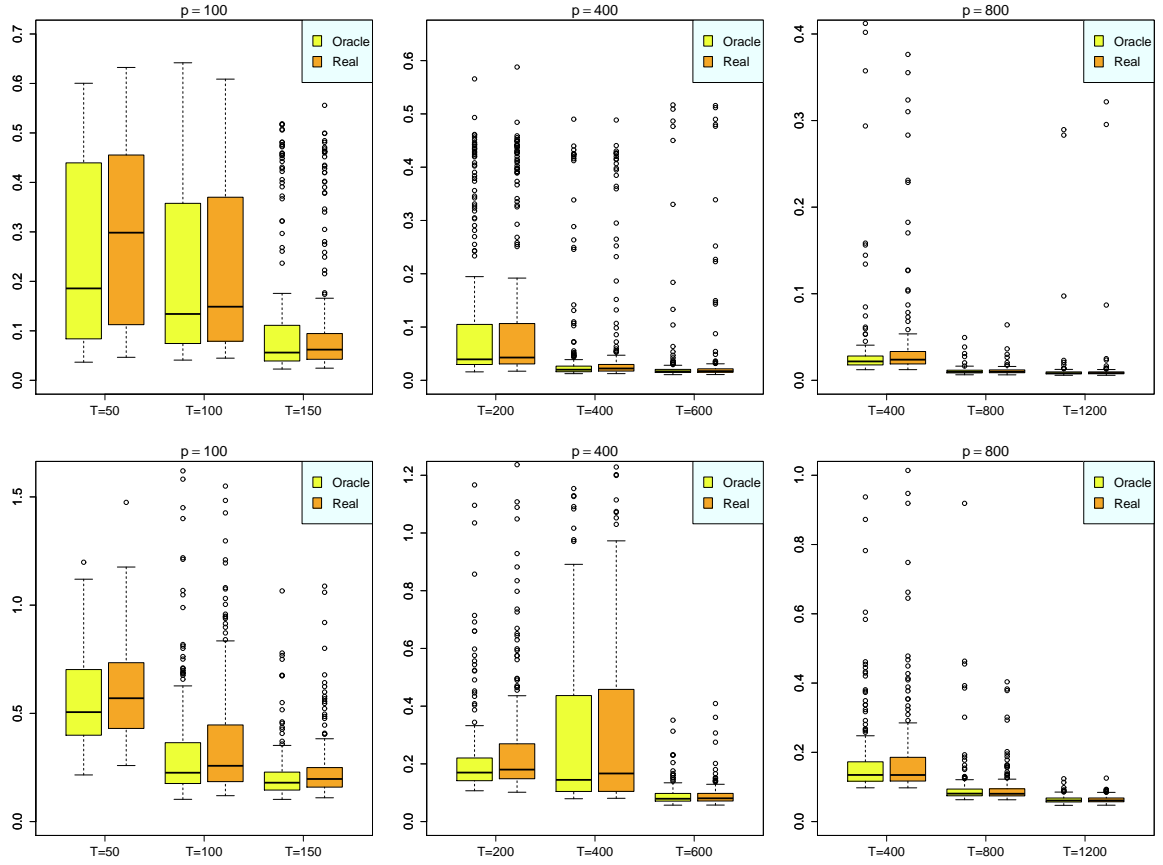 p = 100
0.0 0.1 0.2 0.3 0.4 0.5 0.6 0.7
Oracle
Real
T=50 T=100 T=150
p = 400
0.0 0.1 0.2 0.3 0.4 0.5 0.6
Oracle
Real
T=200 T=400 T=600
p = 800
0.0 0.1 0.2 0.3 0.4
Oracle
Real
T=400 T=800 T=1200
p = 100
0.0 0.5 1.0 1.5
Oracle
Real
T=50 T=100 T=150
p = 400
0.0 0.2 0.4 0.6 0.8 1.0 1.2
Oracle
Real
T=200 T=400 T=600
p = 800
0.0 0.2 0.4 0.6 0.8 1.0
Oracle
Real
T=400 T=800 T=1200